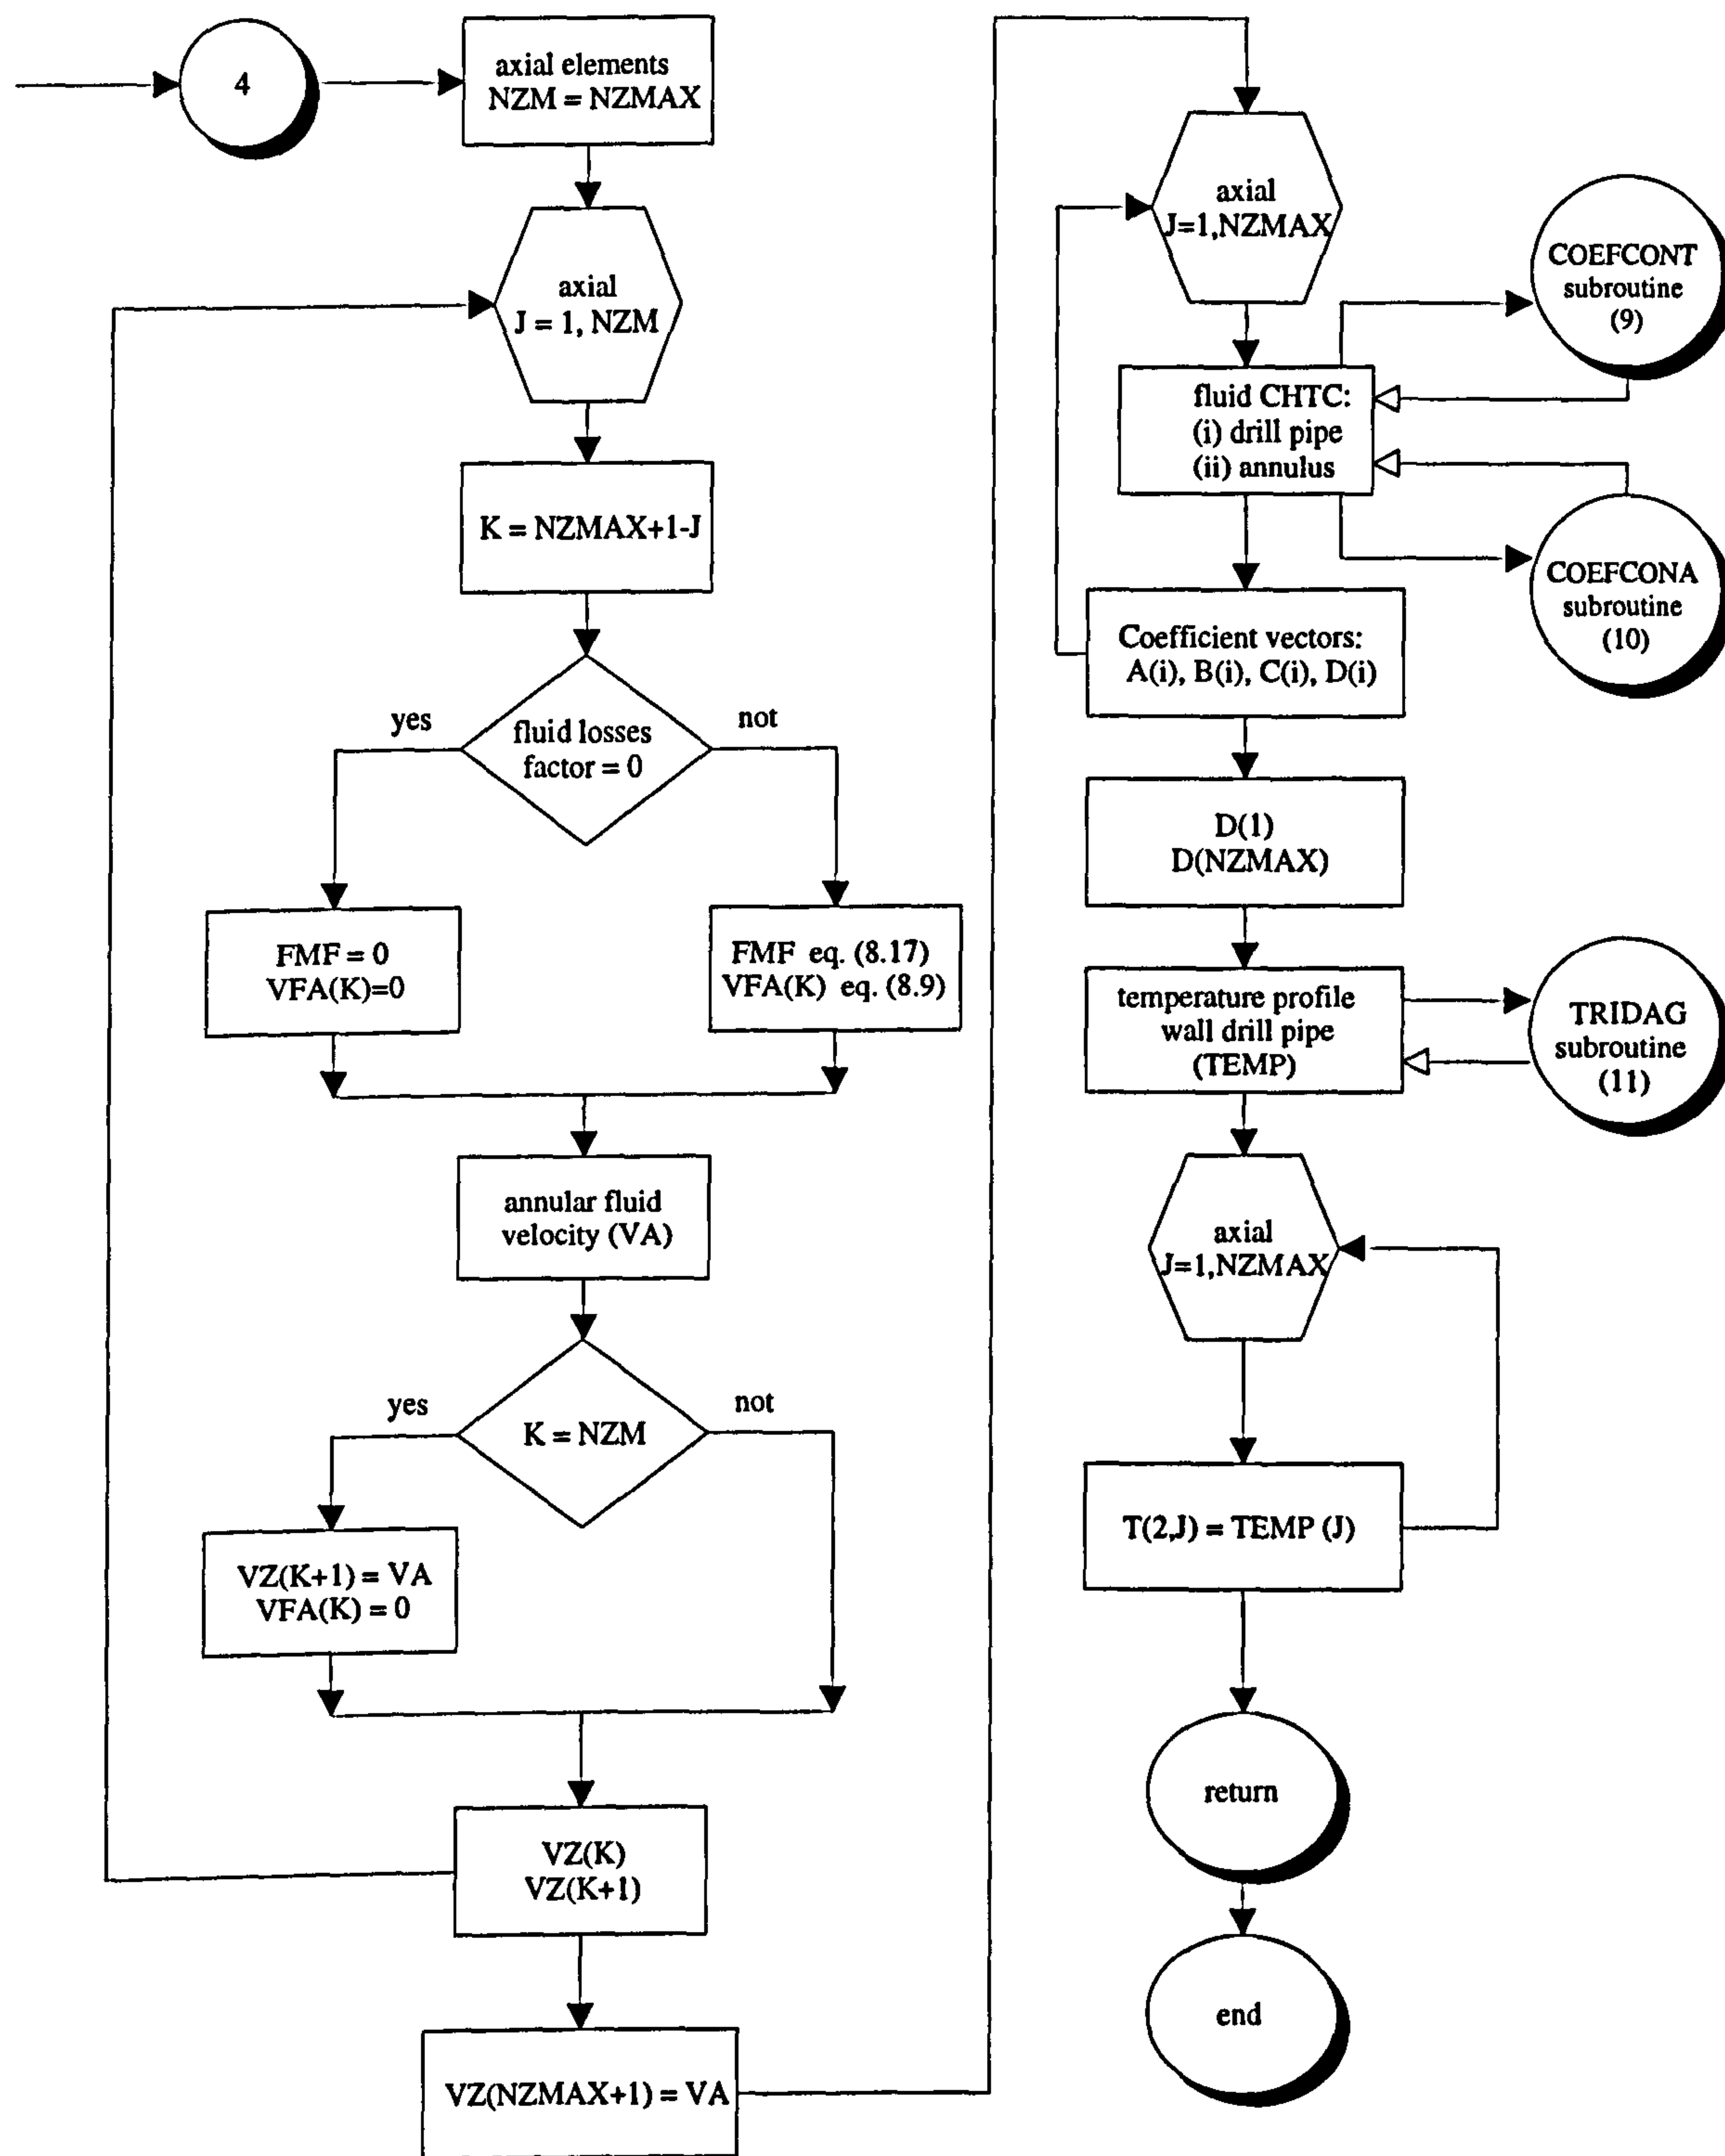 4
axial elements
NZM = NZMAX
axial
J = 1, NZM
K = NZMAX+1-J
yes
fluid losses
factor = 0
not
FMF = 0
VFA(K)=0
FMF eq. (8.17)
VFA(K) eq. (8.9)
annular fluid
velocity (VA)
yes
K = NZM
not
VZ(K+1) = VA
VFA(K) = 0
VZ(K)
VZ(K+1)
VZ(NZMAX+1) = VA
axial
J=1,NZMAX
COEFCONT
subroutine
(9)
fluid CHTC:
(i) drill pipe
(ii) annulus
COEFCONA
subroutine
(10)
Coefficient vectors:
A(i), B(i), C(i), D(i)
D(1)
D(NZMAX)
temperature profile
wall drill pipe
(TEMP)
TRIDAG
subroutine
(11)
axial
J=1,NZMAX
T(2,J) = TEMP (J)
return
end